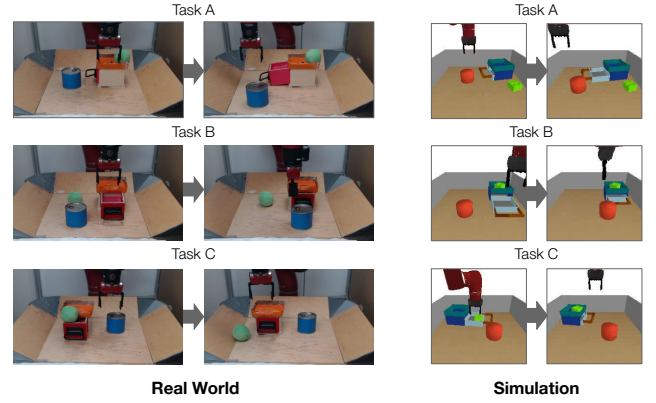 Task A
Task A
Task B
Task B
Task C
Task C
Real World
Simulation